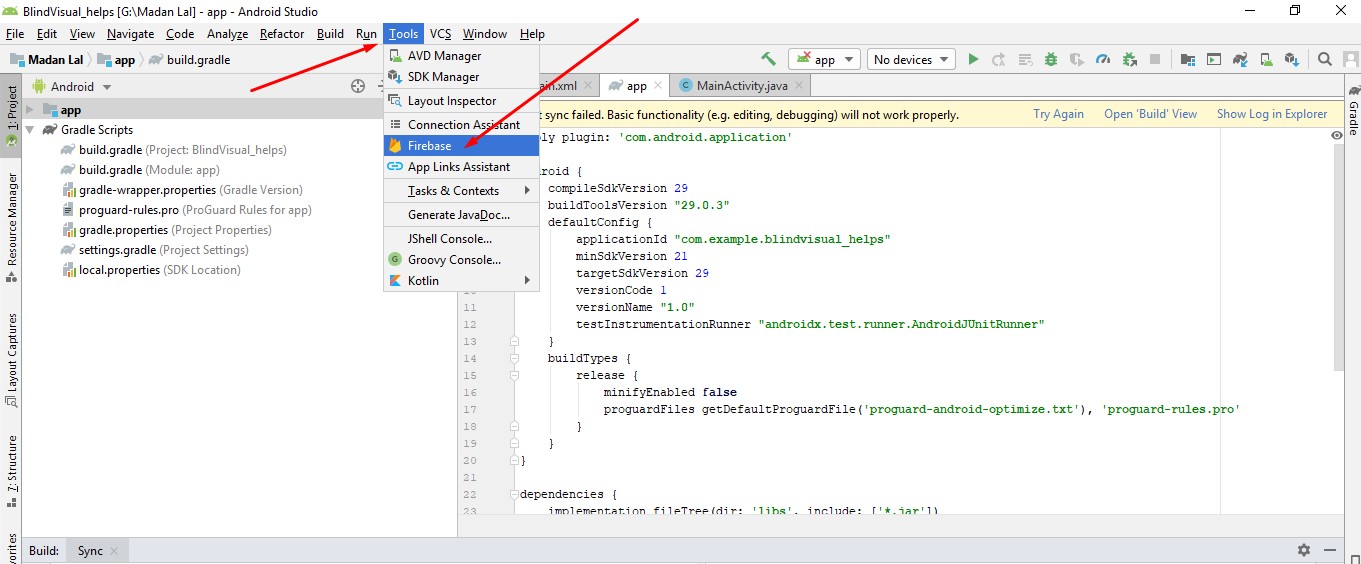 BlindVisual_helps [G:\Madan Lal] - app - Android Studio
File Edit View Navigate Code Analyze Refactor Build Run Tools VCS Window Help
Madan Lal app build.gradle
app No devices
Android
app
Gradle Scripts
build.gradle (Project: BlindVisual_helps)
build.gradle (Module: app)
gradle-wrapper.properties (Gradle Version)
proguard-rules.pro (ProGuard Rules for app)
gradle.properties (Project Properties)
settings.gradle (Project Settings)
local.properties (SDK Location)
1: Project
Resource Manager
Layout Captures
7: Structure
vorites
AVD Manager
SDK Manager
Layout Inspector
Connection Assistant
Firebase
App Links Assistant
Tasks & Contexts
Generate JavaDoc...
JShell Console...
Groovy Console...
Kotlin
in.xml app MainActivity.java
t sync failed. Basic functionality (e.g. editing, debugging) will not work properly. Try Again Open 'Build' View Show Log in Explorer
ly plugin: 'com.android.application'
roid {
compileSdkVersion 29
buildToolsVersion "29.0.3"
defaultConfig {
applicationId "com.example.blindvisual_helps"
minSdkVersion 21
targetSdkVersion 29
versionCode 1
11 versionName "1.0"
12 testInstrumentationRunner "androidx.test.runner.AndroidJUnitRunner"
13 }
14 buildTypes {
15 release {
16 minifyEnabled false
17 proguardFiles getDefaultProguardFile('proguard-android-optimize.txt'), 'proguard-rules.pro'
18 }
19 }
20 }
21
22 dependencies {
23 implementation fileTree(dir: 'libs', include: ['*.jar'])
Gradle
Build: Sync